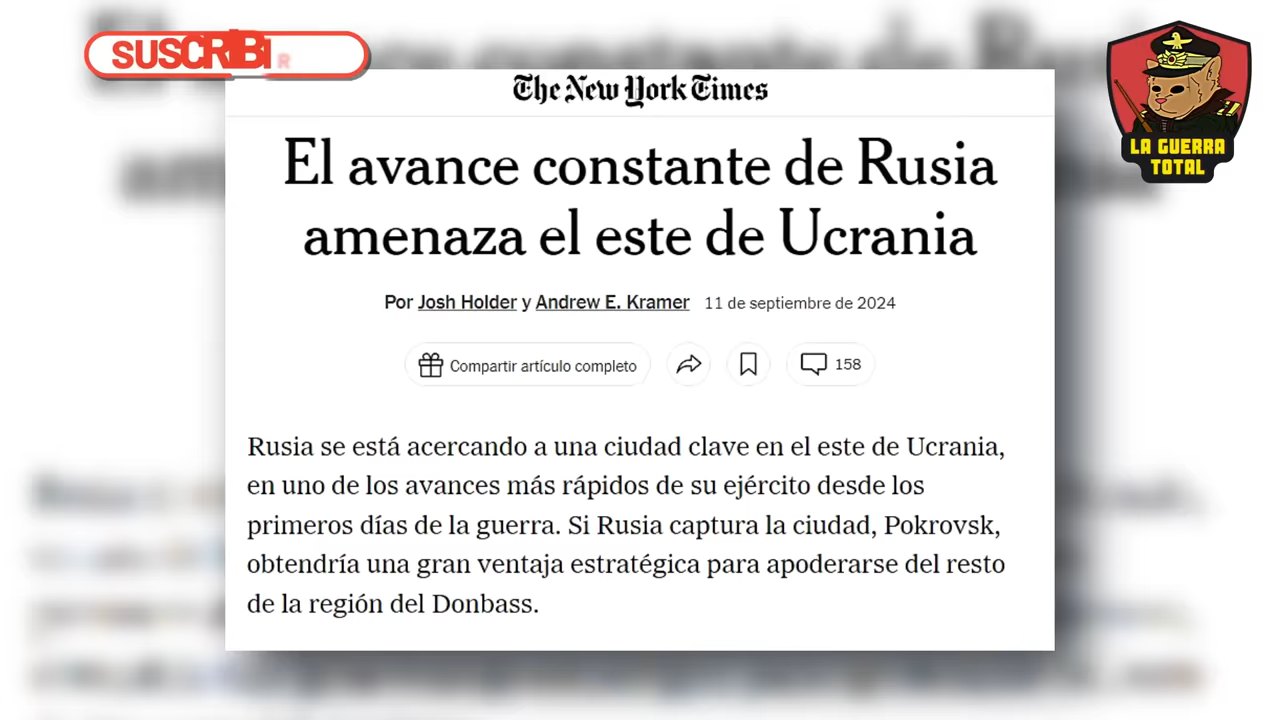 SUSCRIBIR
LA GUERRA
TOTAL
The New York Times
El avance constante de Rusia
amenaza el este de Ucrania
Por Josh Holder y Andrew E. Kramer 11 de septiembre de 2024
Compartir artículo completo 158
Rusia se está acercando a una ciudad clave en el este de Ucrania,
en uno de los avances más rápidos de su ejército desde los
primeros días de la guerra. Si Rusia captura la ciudad, Pokrovsk,
obtendría una gran ventaja estratégica para apoderarse del resto
de la región del Donbass.